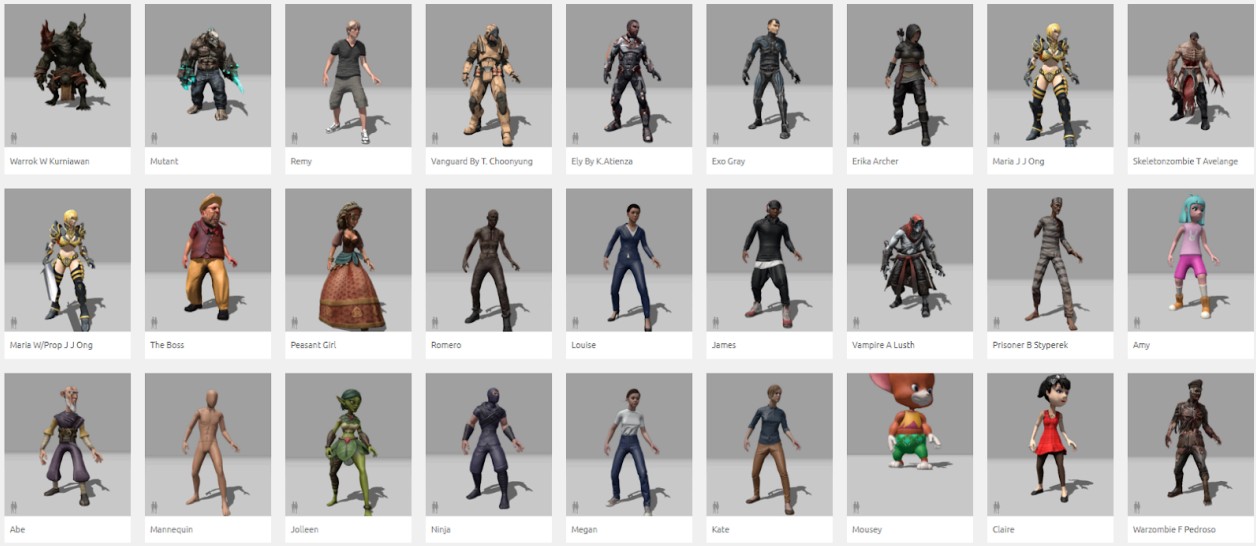 Warrok W Kurniawan
Mutant
Remy
Vanguard By T. Choonyung
Ely By K.Atienza
Exo Gray
Erika Archer
Maria J J Ong
Skeletonzombie T Avelange
Maria W/Prop J J Ong
The Boss
Peasant Girl
Romero
Louise
James
Vampire A Lusth
Prisoner B Styperek
Amy
Abe
Mannequin
Jolleen
Ninja
Megan
Kate
Mousey
Claire
Warzombie F Pedroso